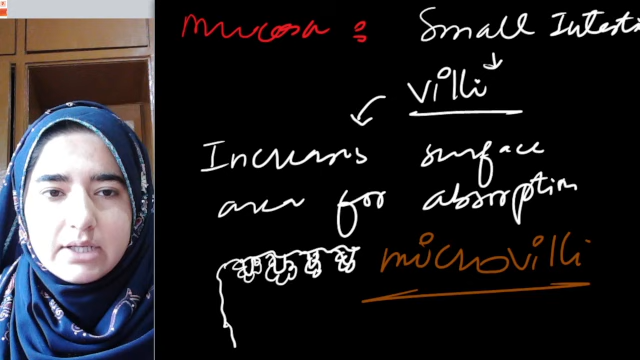 mucosa : Small Intesti
villi
Increases surface
area for absorption
microvilli